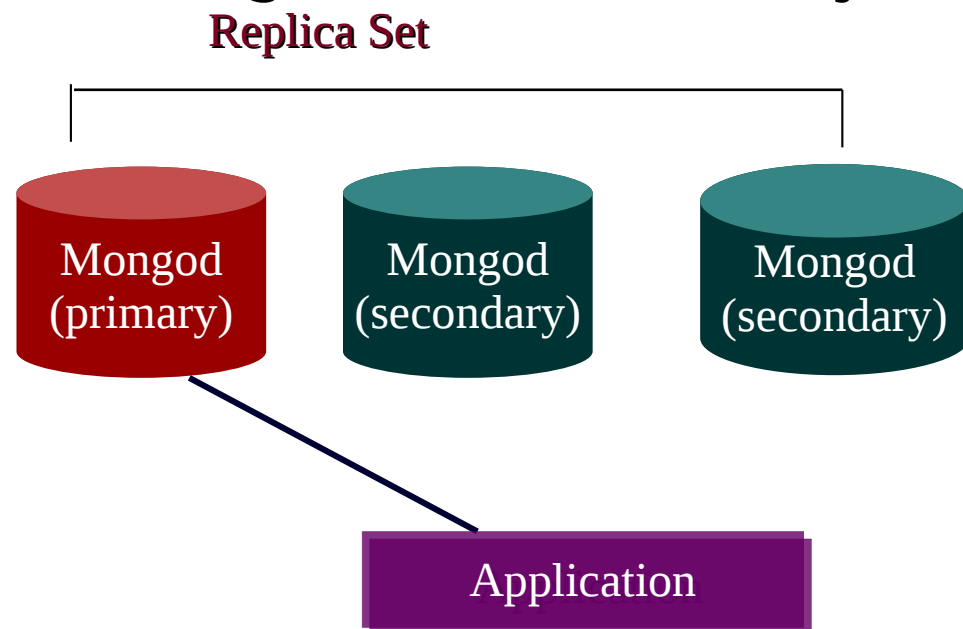 Replica Set
Mongod
(primary)
Mongod
(secondary)
Mongod
(secondary)
Application